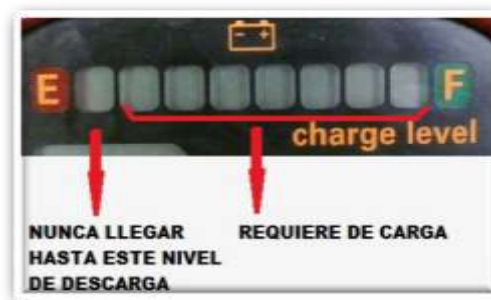 E F
charge level
NUNCA LLEGAR
HASTA ESTE NIVEL
DE DESCARGA
REQUIERE DE CARGA